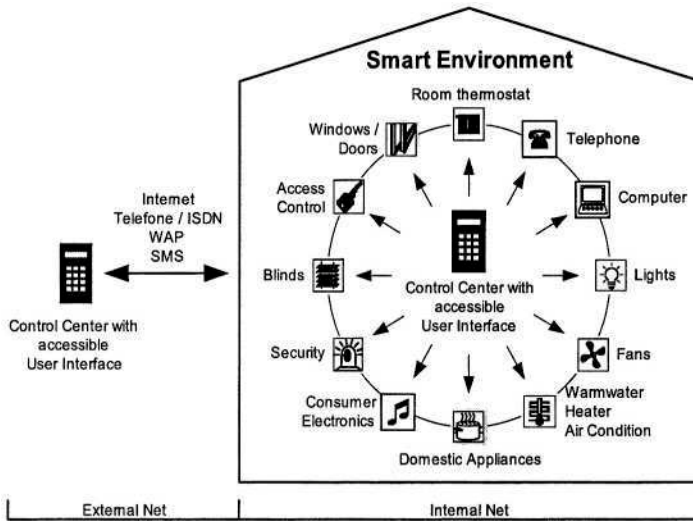 Smart Environment
Room thermostat
Windows /
Doors
Telephone
Access
Control
Computer
Internet
Telefone / ISDN
WAP
SMS
Blinds
Control Center with
accessible
User Interface
Lights
Control Center with
accessible
User Interface
Security
Fans
Consumer
Electronics
Warmwater
Heater
Air Condition
Domestic Appliances
External Net
Internal Net